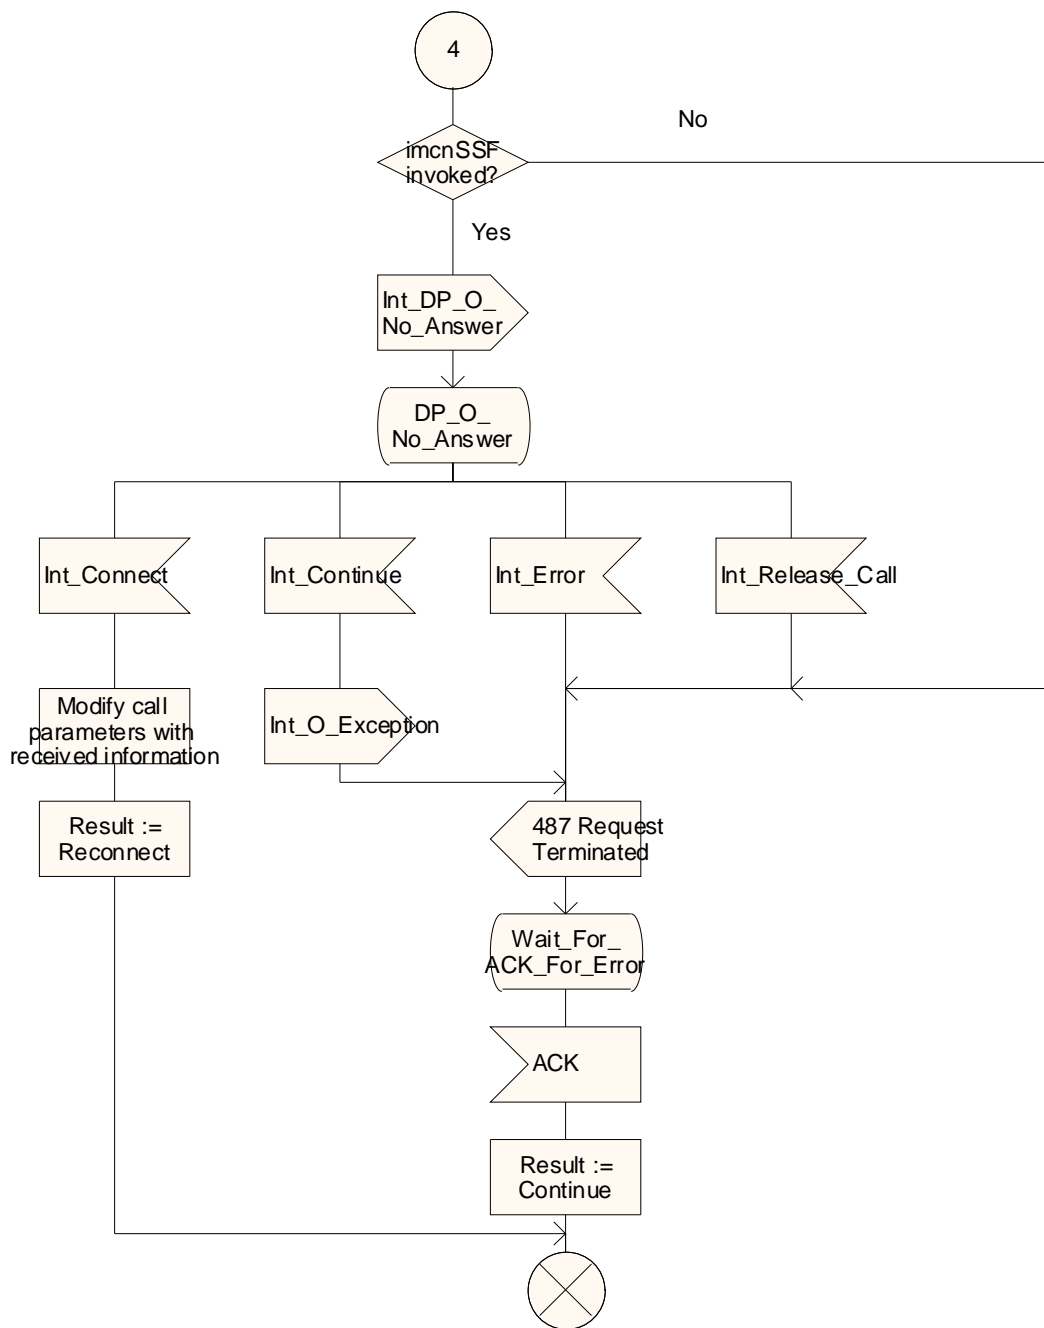 4
No
imcnSSF
invoked?
Yes
Int_DP_O_
No_Answer
DP_O_
No_Answer
Int_Connect
Int_Continue
Int_Error
Int_Release_Call
Modify call
parameters with
received information
Int_O_Exception
Result :=
Reconnect
487 Request
Terminated
Wait_For_
ACK_For_Error
ACK
Result :=
Continue